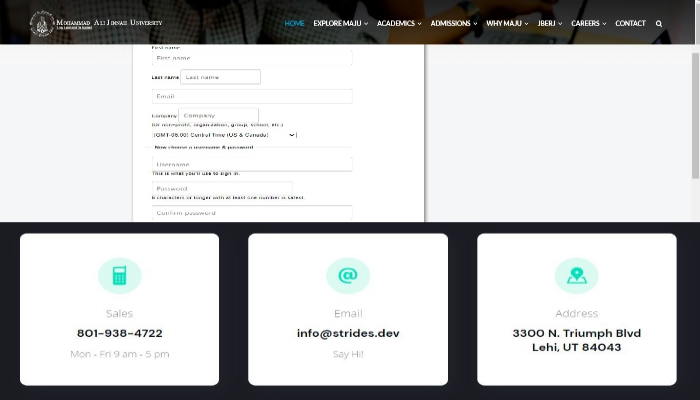 Mohammad Ali Jinnah University
HOME EXPLORE MAJU ACADEMICS ADMISSIONS WHY MAJU JBERJ CAREERS CONTACT
First name
First name
Last name Last name
Email
Company Company
(or non-profit, organization, group, school, etc.)
(GMT-06:00) Central Time (US & Canada)
Now choose a username & password
Username
This is what you'll use to sign in.
Password
6 characters or longer with at least one number is safest.
Confirm password
Sales
801-938-4722
Mon - Fri 9 am - 5 pm
@
Email
info@strides.dev
Say Hi!
Address
3300 N. Triumph Blvd
Lehi, UT 84043